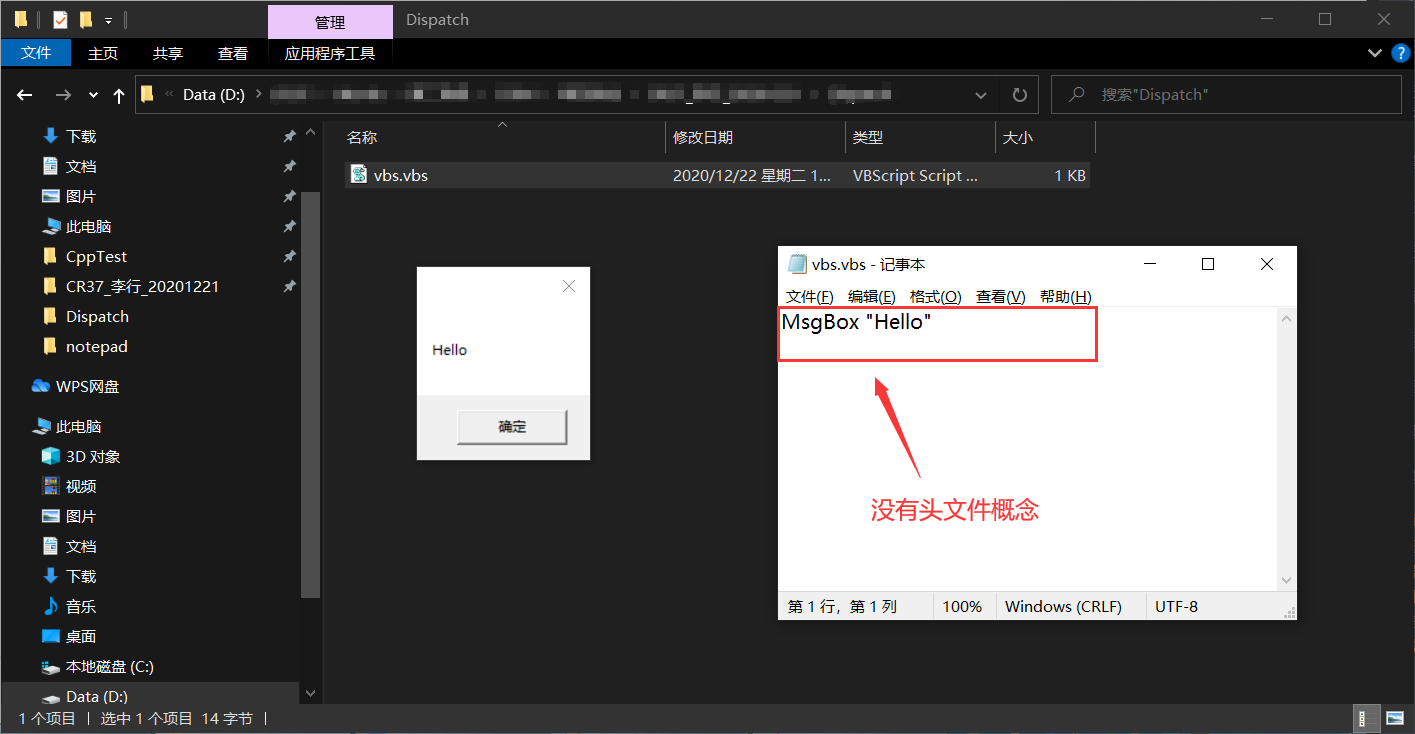 管理
Dispatch
文件
主页
共享
查看
应用程序工具
Data (D:)
搜索"Dispatch"
下载
文档
图片
此电脑
CppTest
CR37_李行_20201221
Dispatch
notepad
WPS网盘
此电脑
3D 对象
视频
图片
文档
下载
音乐
桌面
本地磁盘 (C:)
Data (D:)
名称 修改日期 类型 大小
vbs.vbs 2020/12/22 星期二 1... VBScript Script ... 1 KB
Hello
确定
vbs.vbs - 记事本
文件(F) 编辑(E) 格式(O) 查看(V) 帮助(H)
MsgBox "Hello"
没有头文件概念
第 1 行，第 1 列 100% Windows (CRLF) UTF-8
1 个项目 选中 1 个项目 14 字节